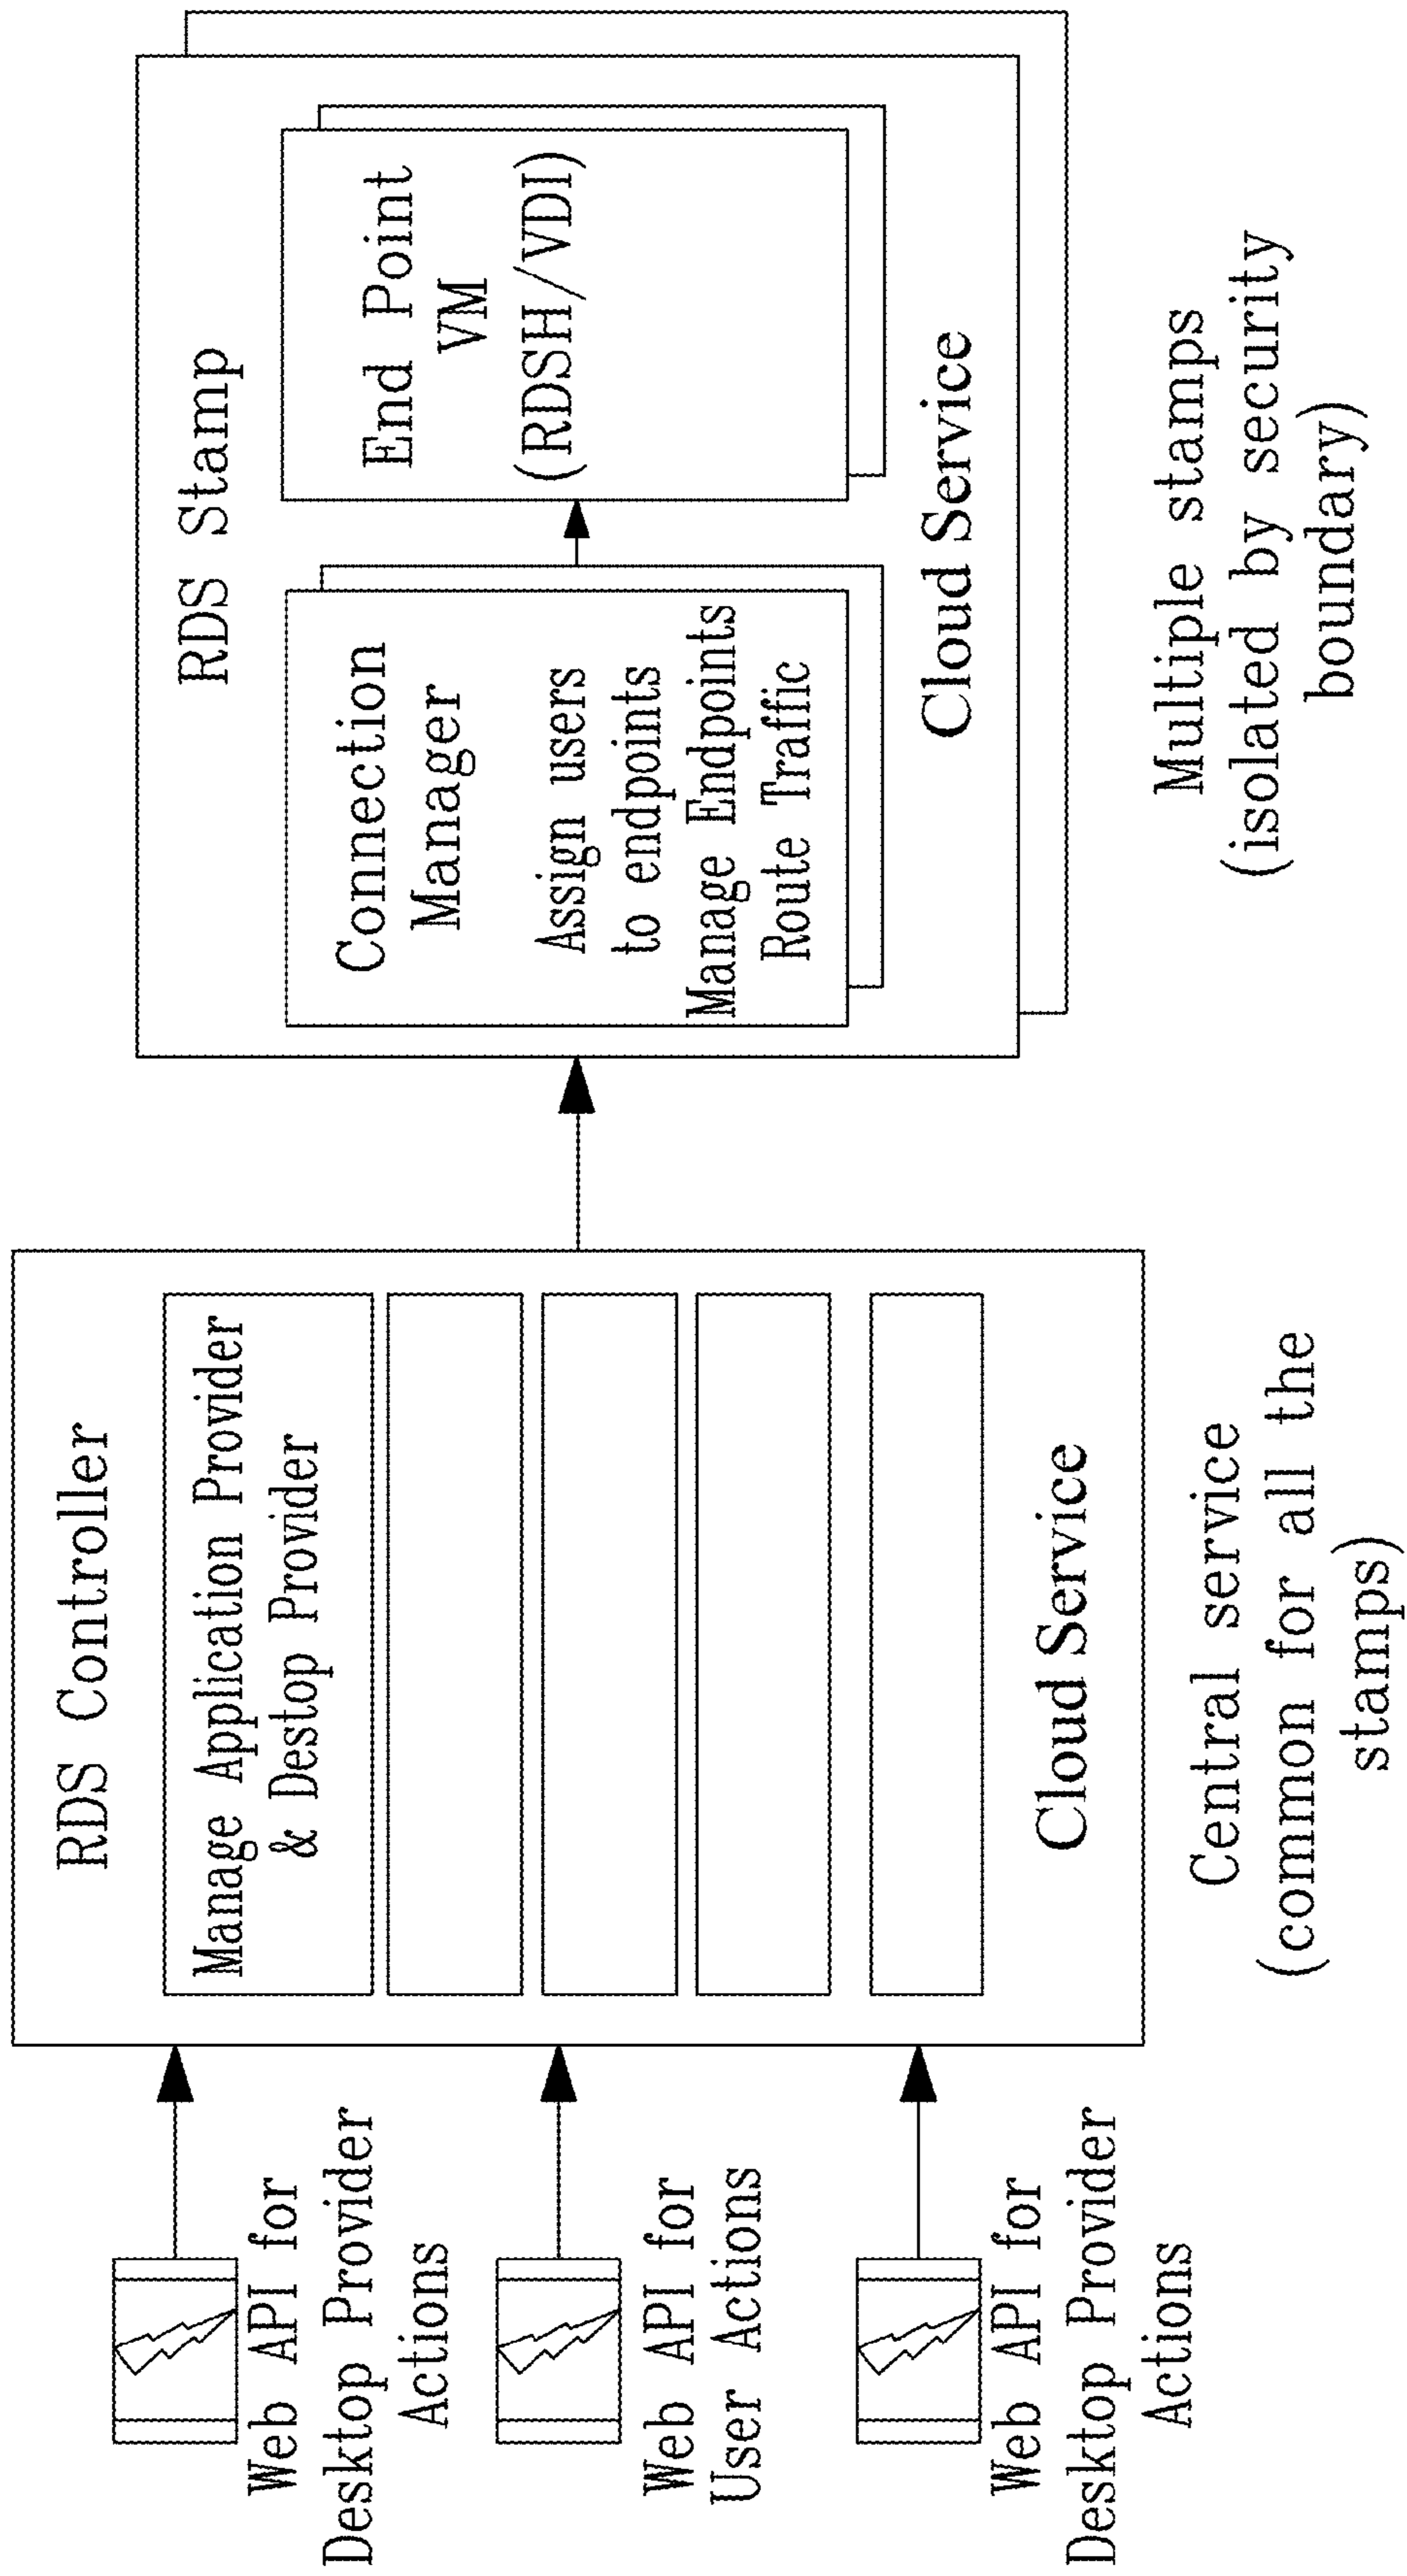 Web API for
Desktop Provider
Actions
Web API for
User Actions
Web API for
Desktop Provider
Actions
RDS Controller
Manage Application Provider
& Destop Provider
Cloud Service
Central service
(common for all the
stamps)
RDS Stamp
Connection
Manager
Assign users
to endpoints
Manage Endpoints
Route Traffic
End Point
VM
(RDSH/VDI)
Cloud Service
Multiple stamps
(isolated by security
boundary)